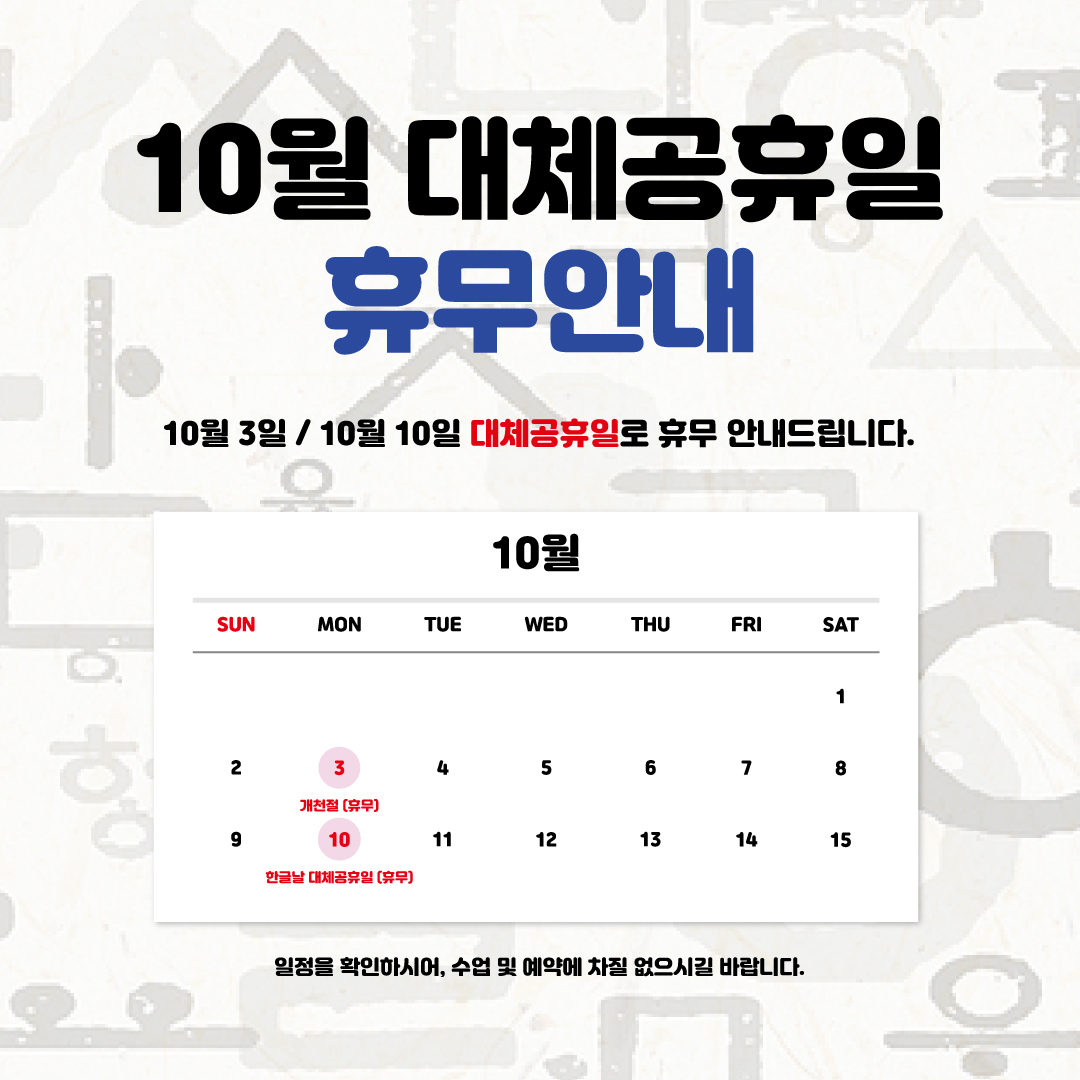 10월 대체공휴일
휴무안내
10월 3일 / 10월 10일 대체공휴일로 휴무 안내드립니다.
10월
SUN MON TUE WED THU FRI SAT
1
2 3 4 5 6 7 8
개천절 (휴무)
9 10 11 12 13 14 15
한글날 대체공휴일 (휴무)
일정을 확인하시어, 수업 및 예약에 차질 없으시길 바랍니다.